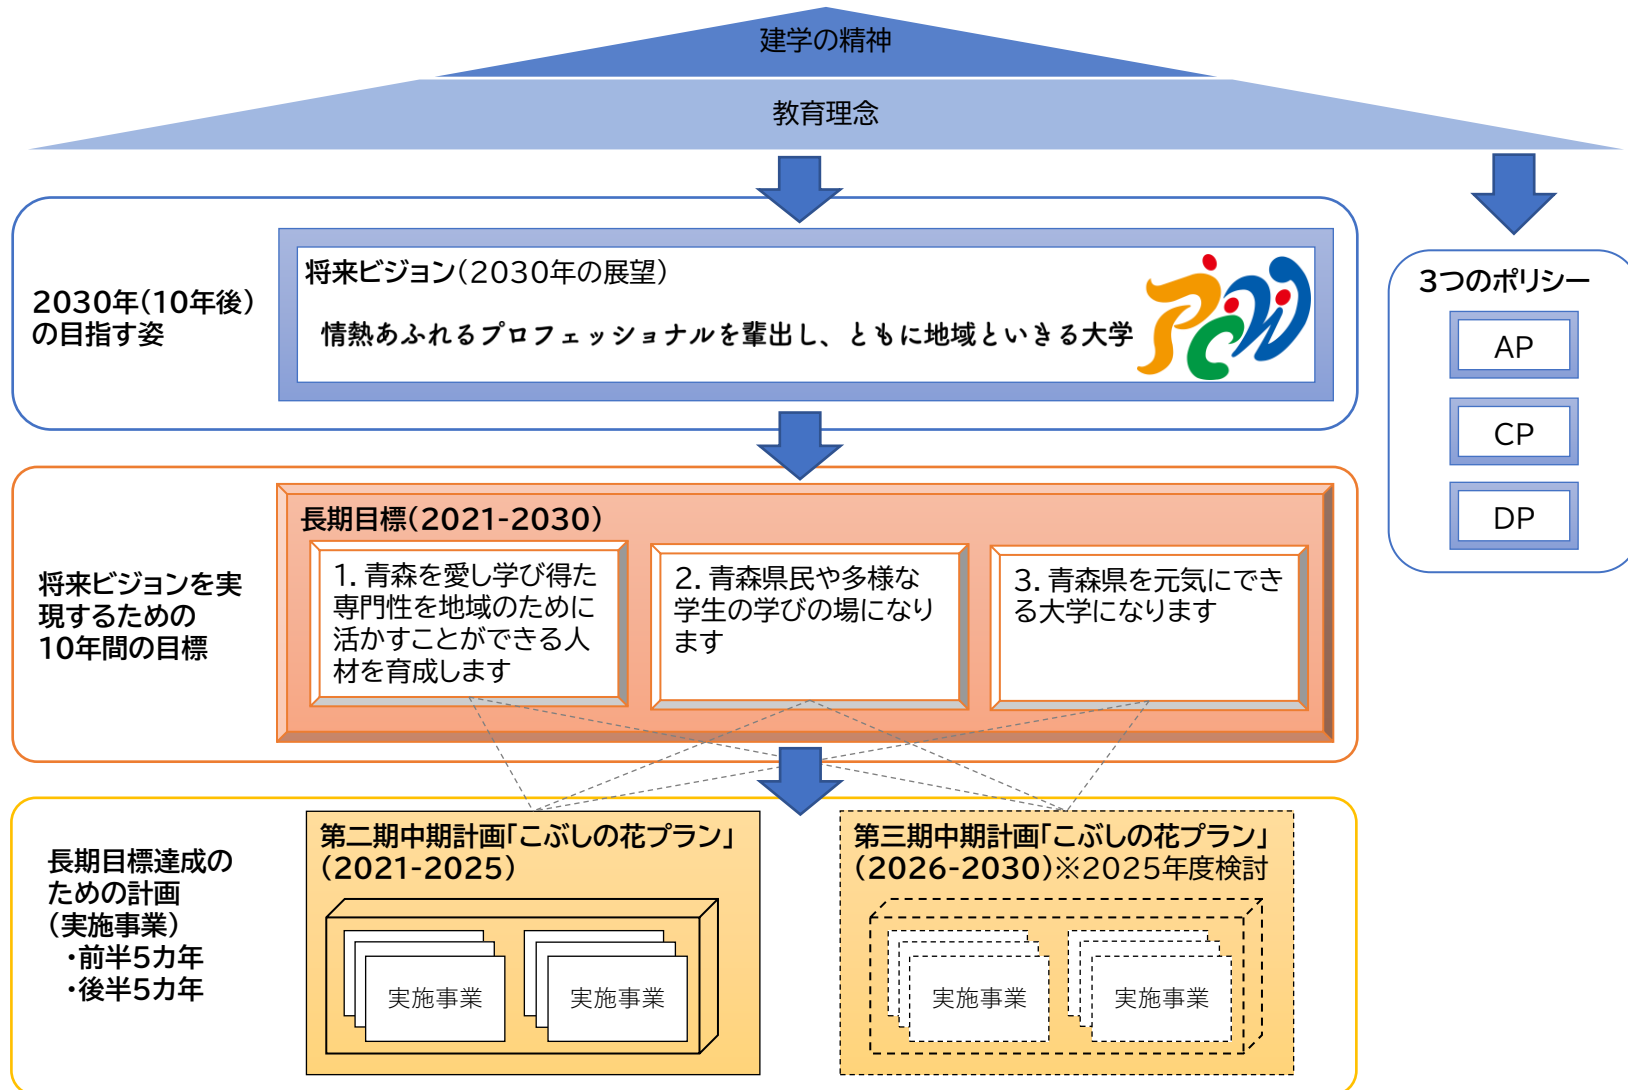 建学の精神
教育理念
2030年(10年後)
の目指す姿
将来ビジョン(2030年の展望)
情熱あふれるプロフェッショナルを輩出し、ともに地域といきる大学
PCW
3つのポリシー
AP
CP
DP
将来ビジョンを実
現するための
10年間の目標
長期目標(2021-2030)
1. 青森を愛し学び得た
専門性を地域のために
活かすことができる人
材を育成します
2. 青森県民や多様な
学生の学びの場になり
ます
3. 青森県を元気にでき
る大学になります
長期目標達成の
ための計画
(実施事業)
・前半5カ年
・後半5カ年
第二期中期計画「こぶしの花プラン」
(2021-2025)
実施事業
実施事業
第三期中期計画「こぶしの花プラン」
(2026-2030)※2025年度検討
実施事業
実施事業